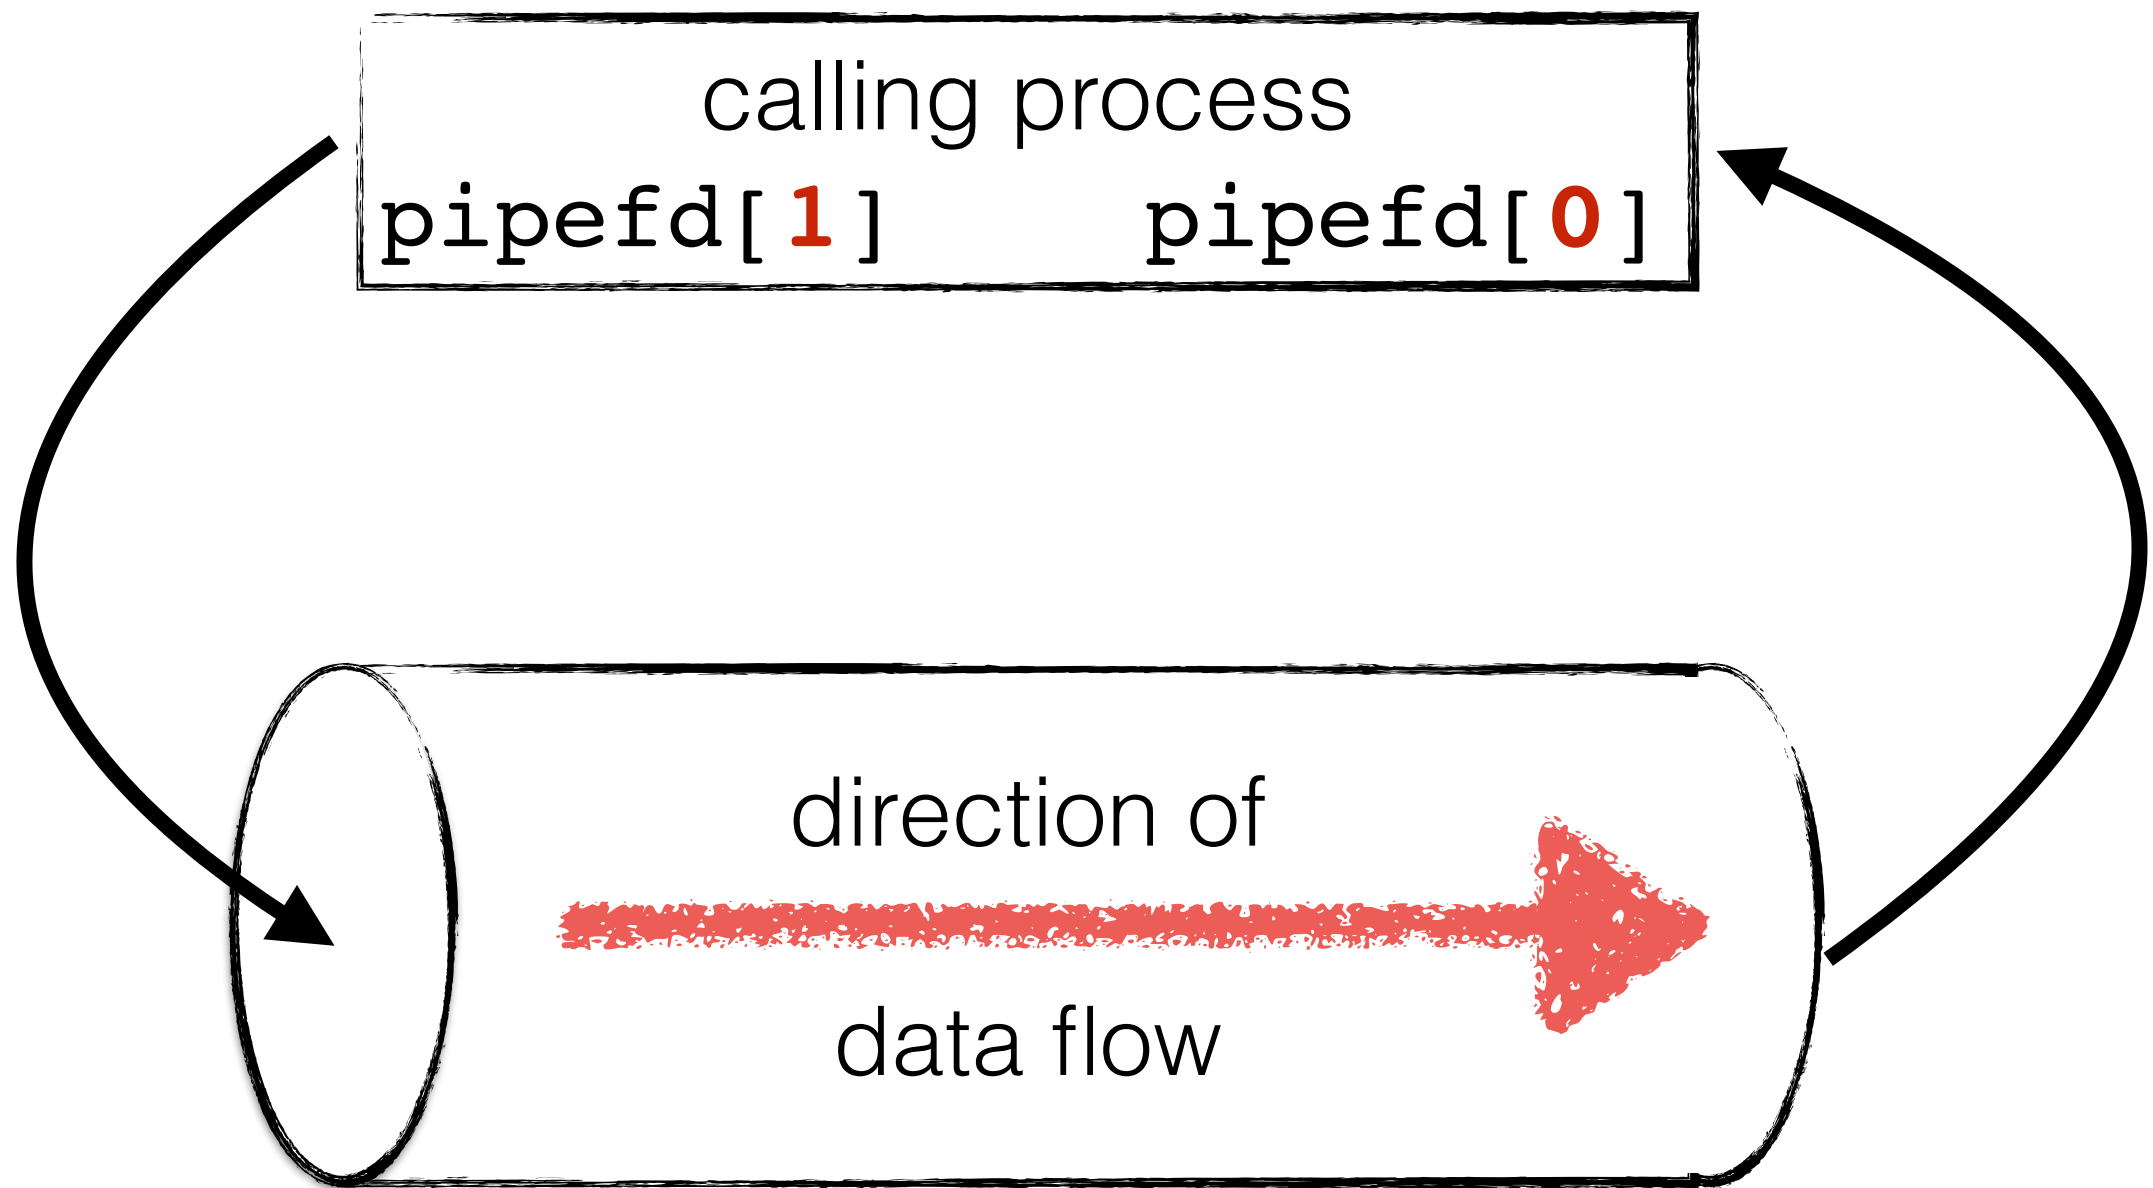 calling process
pipefd[1] pipefd[0]
direction of
data flow